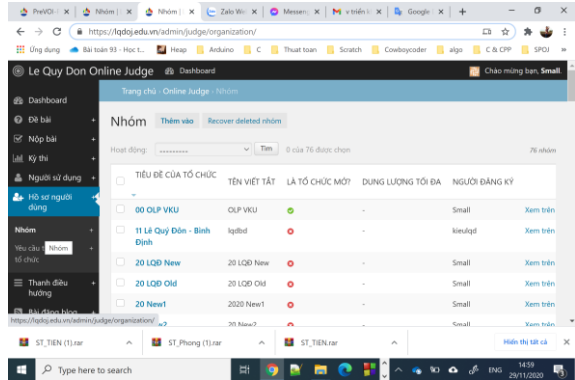 PreVOI-
Nhóm |
Nhóm |
Zalo Wel
Messeng
Google
https://lqdoj.edu.vn/admin/judge/organization/
Ứng dụng
Bài toán 93 - Học t...
Heap
Arduino
C
Thuat toan
Scratch
Cowboycoder
algo
C & CPP
SPOJ
»
Le Quy Don Online Judge
Dashboard
Chào mừng bạn, Small.
Dashboard
Đề bài +
Nộp bài +
Kỳ thi +
Người sử dụng +
Hồ sơ người dùng
Nhóm +
Yêu cầu t
tổ chức
Nhóm
Thanh điều hướng +
Bài đăng blog
Trang chủ › Online Judge › Nhóm
Nhóm
Thêm vào
Recover deleted nhóm
Hoạt động: ---------
Tìm
0 của 76 được chọn
76 nhóm
TIÊU ĐỀ CỦA TỔ CHỨC
TÊN VIẾT TẮT
LÀ TỔ CHỨC MỞ?
DUNG LƯỢNG TỐI ĐA
NGƯỜI ĐĂNG KÝ
00 OLP VKU OLP VKU - Small Xem trên
11 Lê Quý Đôn - Bình Định lqdbd - kieulqd Xem trên
20 LQĐ New 20 LQĐ New - Small Xem trên
20 LQĐ Old 20 LQĐ Old - Small Xem trên
20 New1 2020 New1 - Small Xem trên
20 New2 Small Xem trên
https://lqdoj.edu.vn/admin/judge/organization/
ST_TIEN (1).rar
ST_Phong (1).rar
ST_TIEN.rar
Hiển thị tất cả
Type here to search
ENG
14:59
29/11/2020